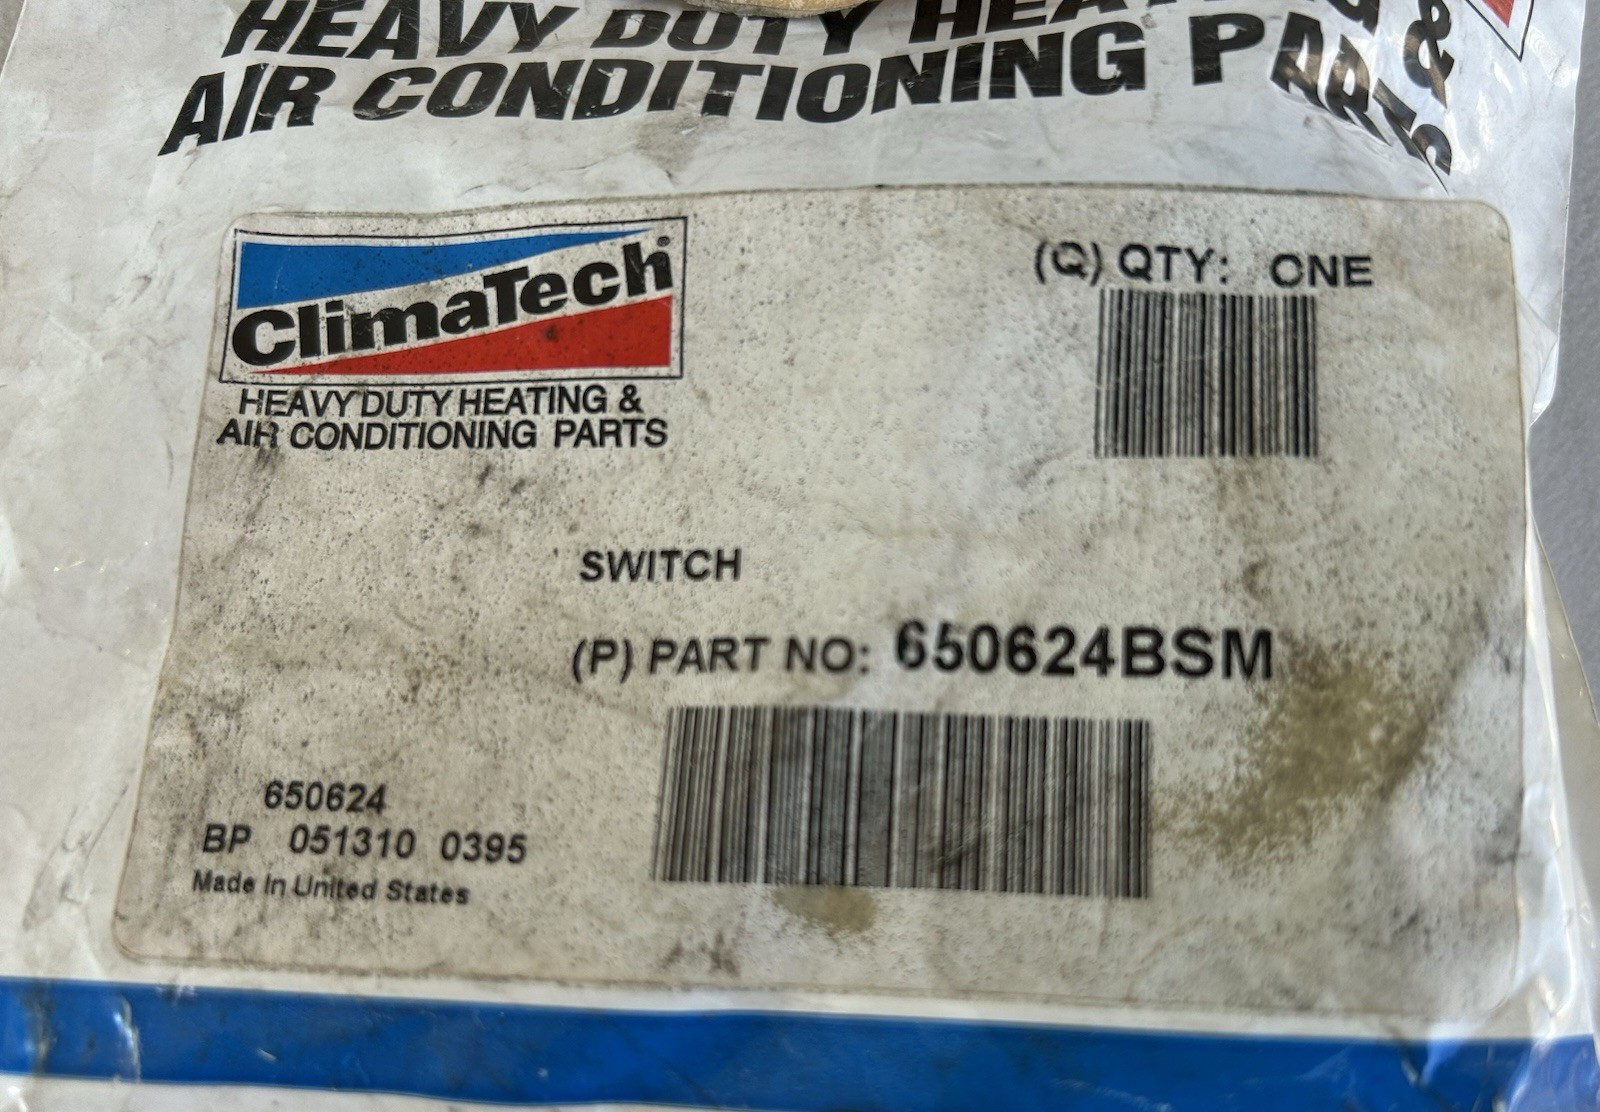 HEAVY DUTY HEATING &
AIR CONDITIONING PARTS
ClimaTech®
HEAVY DUTY HEATING &
AIR CONDITIONING PARTS
(Q) QTY: ONE
SWITCH
(P) PART NO: 650624BSM
650624
BP 051310 0395
Made In United States